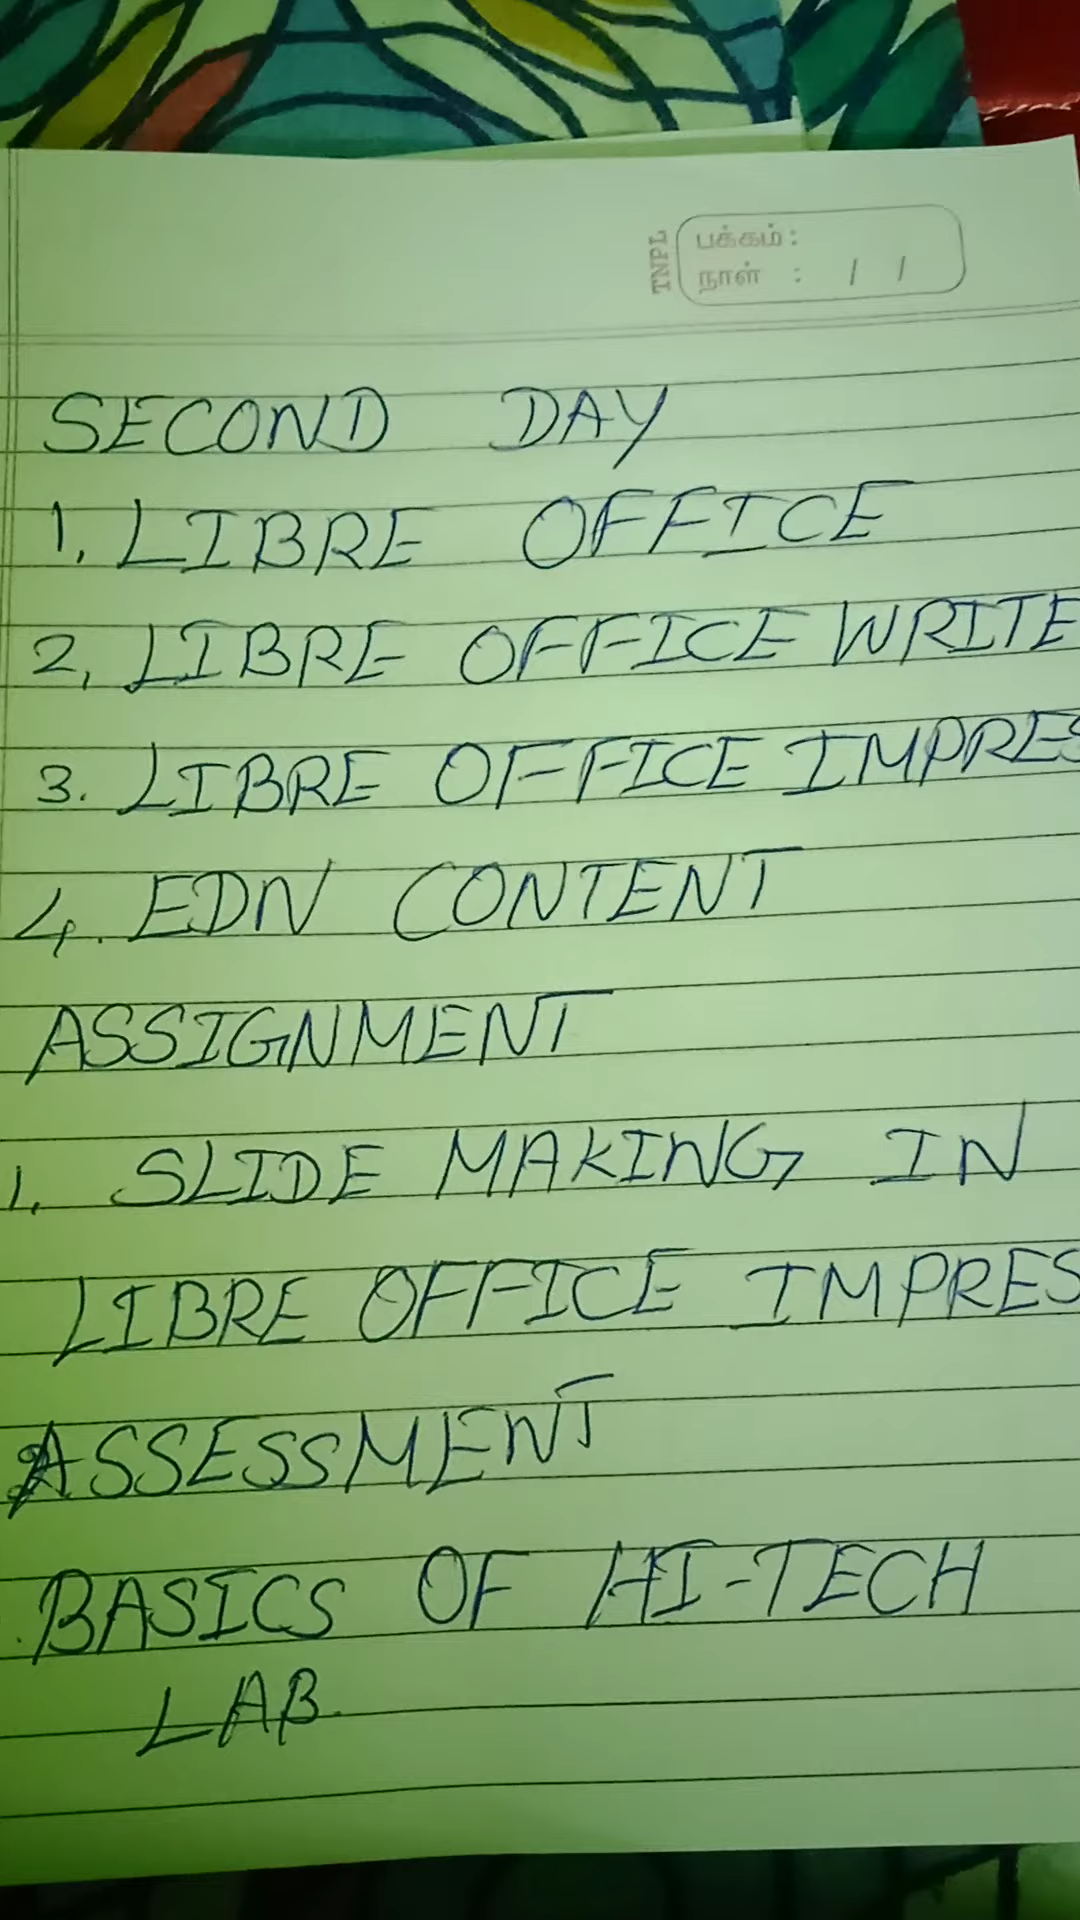 TNPL
பக்கம் :
நாள் : / /
SECOND DAY
1. LIBRE OFFICE
2. LIBRE OFFICE WRITE
3. LIBRE OFFICE IMPRES
4. EDN CONTENT
ASSIGNMENT
1. SLIDE MAKING IN
LIBRE OFFICE IMPRES
ASSESSMENT
BASICS OF HI-TECH
LAB.